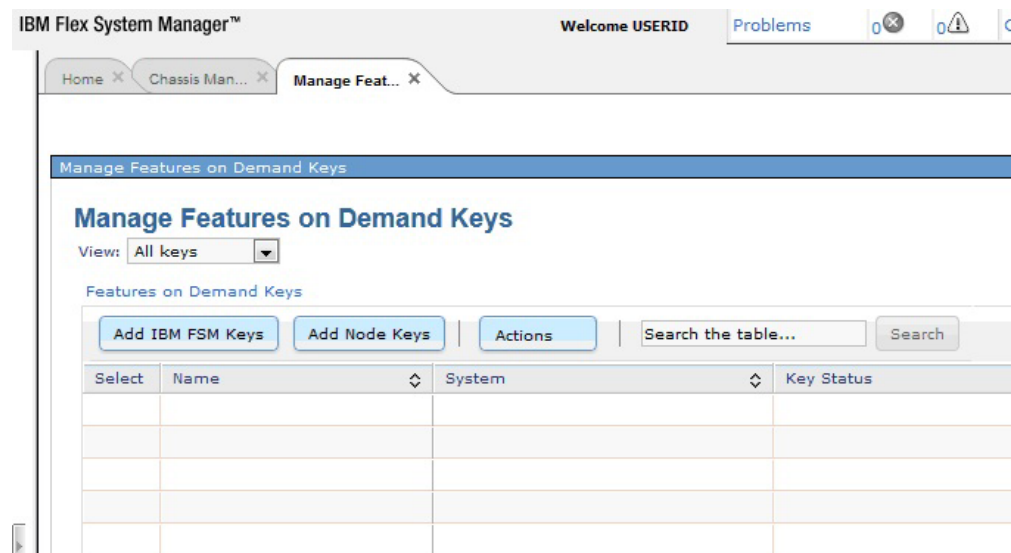 IBM Flex System Manager™ Welcome USERID Problems 0 0
Home Chassis Man... Manage Feat...
Manage Features on Demand Keys
Manage Features on Demand Keys
View: All keys
Features on Demand Keys
Add IBM FSM Keys Add Node Keys Actions Search the table... Search
Select Name System Key Status